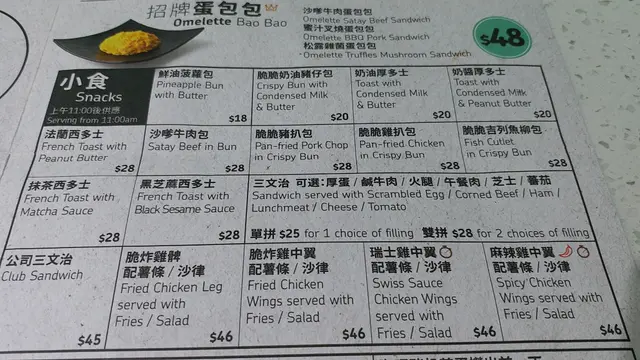 招牌蛋包包
Omelette Bao Bao
沙嗲牛肉蛋包包
Omelette Satay Beef Sandwich
蜜汁叉燒蛋包包
Omelette BBQ Pork Sandwich
松露雜菌蛋包包
Omelette Truffles Mushroom Sandwich
$48
小食
Snacks
上午11:00後供應
Serving from 11:00am
鮮油菠蘿包
Pineapple Bun
with Butter
$18
脆脆奶油豬仔包
Crispy Bun with
Condensed Milk
& Butter
$20
奶油厚多士
Toast with
Condensed Milk
& Butter
$20
奶醬厚多士
Toast with
Condensed Milk
& Peanut Butter
$20
法蘭西多士
French Toast with
Peanut Butter
$28
沙嗲牛肉包
Satay Beef in Bun
$28
脆脆豬扒包
Pan-fried Pork Chop
in Crispy Bun
$28
脆脆雞扒包
Pan-fried Chicken
in Crispy Bun
$28
脆脆吉列魚柳包
Fish Cutlet
in Crispy Bun
$28
抹茶西多士
French Toast with
Matcha Sauce
$28
黑芝蔴西多士
French Toast with
Black Sesame Sauce
$28
三文治 可選：厚蛋 / 鹹牛肉 / 火腿 / 午餐肉 / 芝士 / 蕃茄
Sandwich served with Scrambled Egg / Corned Beef / Ham /
Lunchmeat / Cheese / Tomato
單拼 $25 for 1 choice of filling 雙拼 $28 for 2 choices of filling
公司三文治
Club Sandwich
$45
脆炸雞髀
配薯條 / 沙律
Fried Chicken Leg
served with
Fries / Salad
$46
脆炸雞中翼
配薯條 / 沙律
Fried Chicken
Wings served with
Fries / Salad
$46
瑞士雞中翼
配薯條 / 沙律
Swiss Sauce
Chicken Wings
served with
Fries / Salad
$46
麻辣雞中翼
配薯條 / 沙律
Spicy Chicken
Wings served with
Fries / Salad
$46